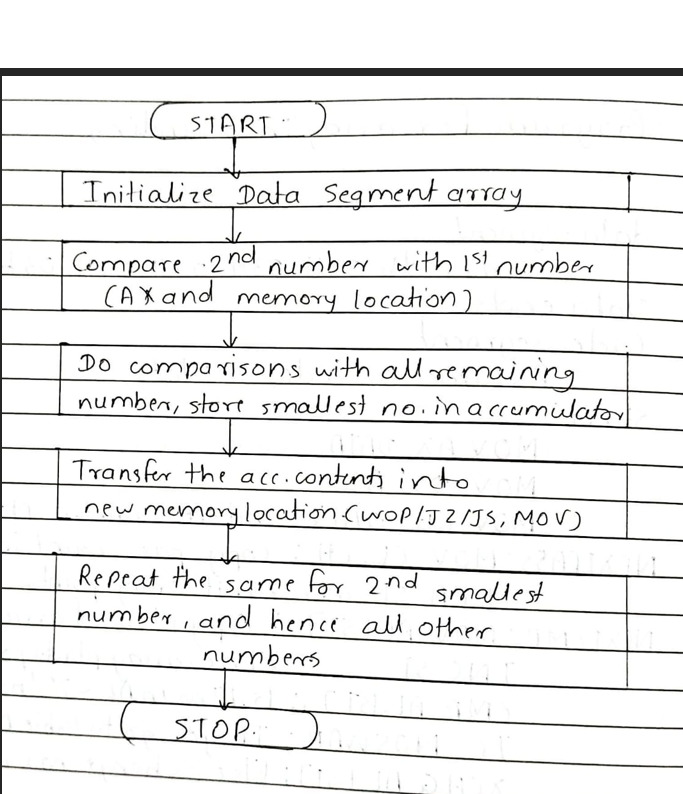 START
Initialize Data Segment array
Compare 2nd number with 1st number
(AX and memory location)
Do comparisons with all remaining
number, store smallest no. in accumulator
Transfer the acc. contents into
new memory location (WOP/JZ/JS, MOV)
Repeat the same for 2nd smallest
number, and hence all other
numbers
STOP.